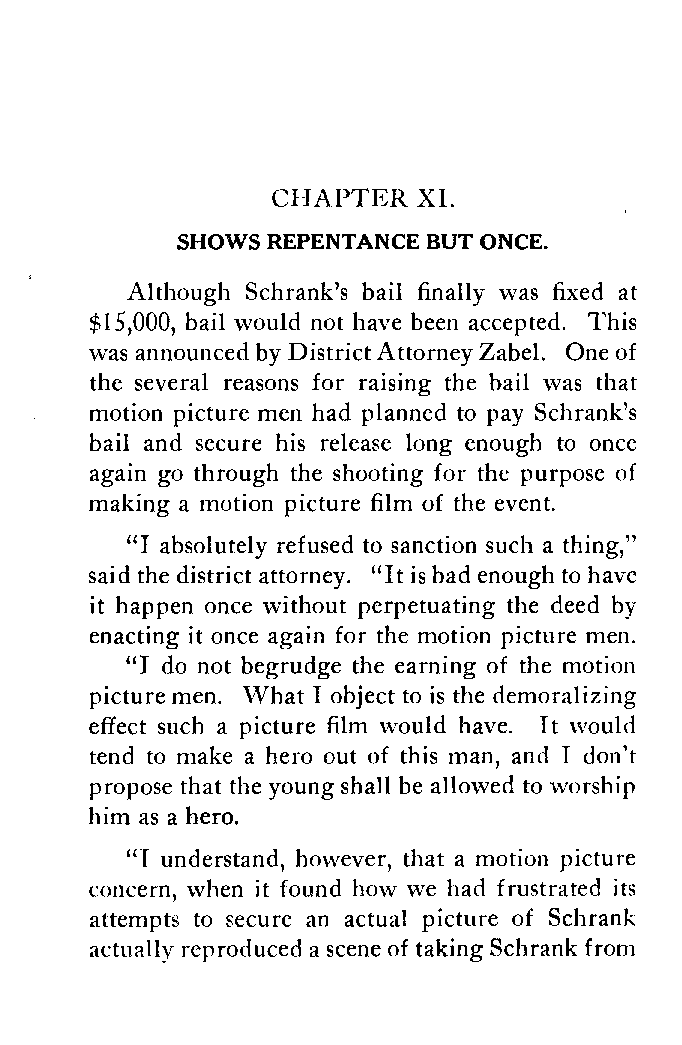 CHAPTER XI.
SHOWS REPENTANCE BUT ONCE.
Although Schrank's bail finally was fixed at
$15,000, bail would not have been accepted. This
was announced by District Attorney Zabel. One of
the several reasons for raising the bail was that
motion picture men had planned to pay Schrank's
bail and secure his release long enough to once
again go through the shooting for the purpose of
making a motion picture film of the event.
"I absolutely refused to sanction such a thing,"
said the district attorney. "It is bad enough to have
it happen once without perpetuating the deed by
enacting it once again for the motion picture men.
"I do not begrudge the earning of the motion
picture men. What I object to is the demoralizing
effect such a picture film would have. It would
tend to make a hero out of this man, and I don't
propose that the young shall be allowed to worship
him as a hero.
"I understand, however, that a motion picture
concern, when it found how we had frustrated its
attempts to secure an actual picture of Schrank
actually reproduced a scene of taking Schrank from